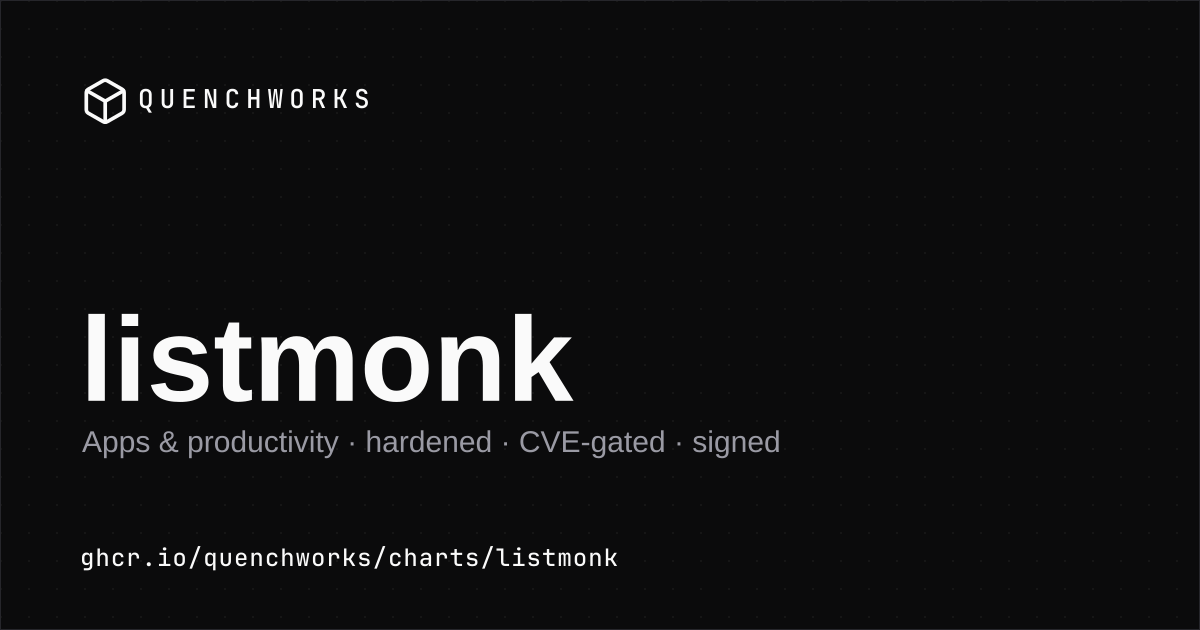 QUENCHWORKS
listmonk
Apps & productivity · hardened · CVE-gated · signed
ghcr.io/quenchworks/charts/listmonk